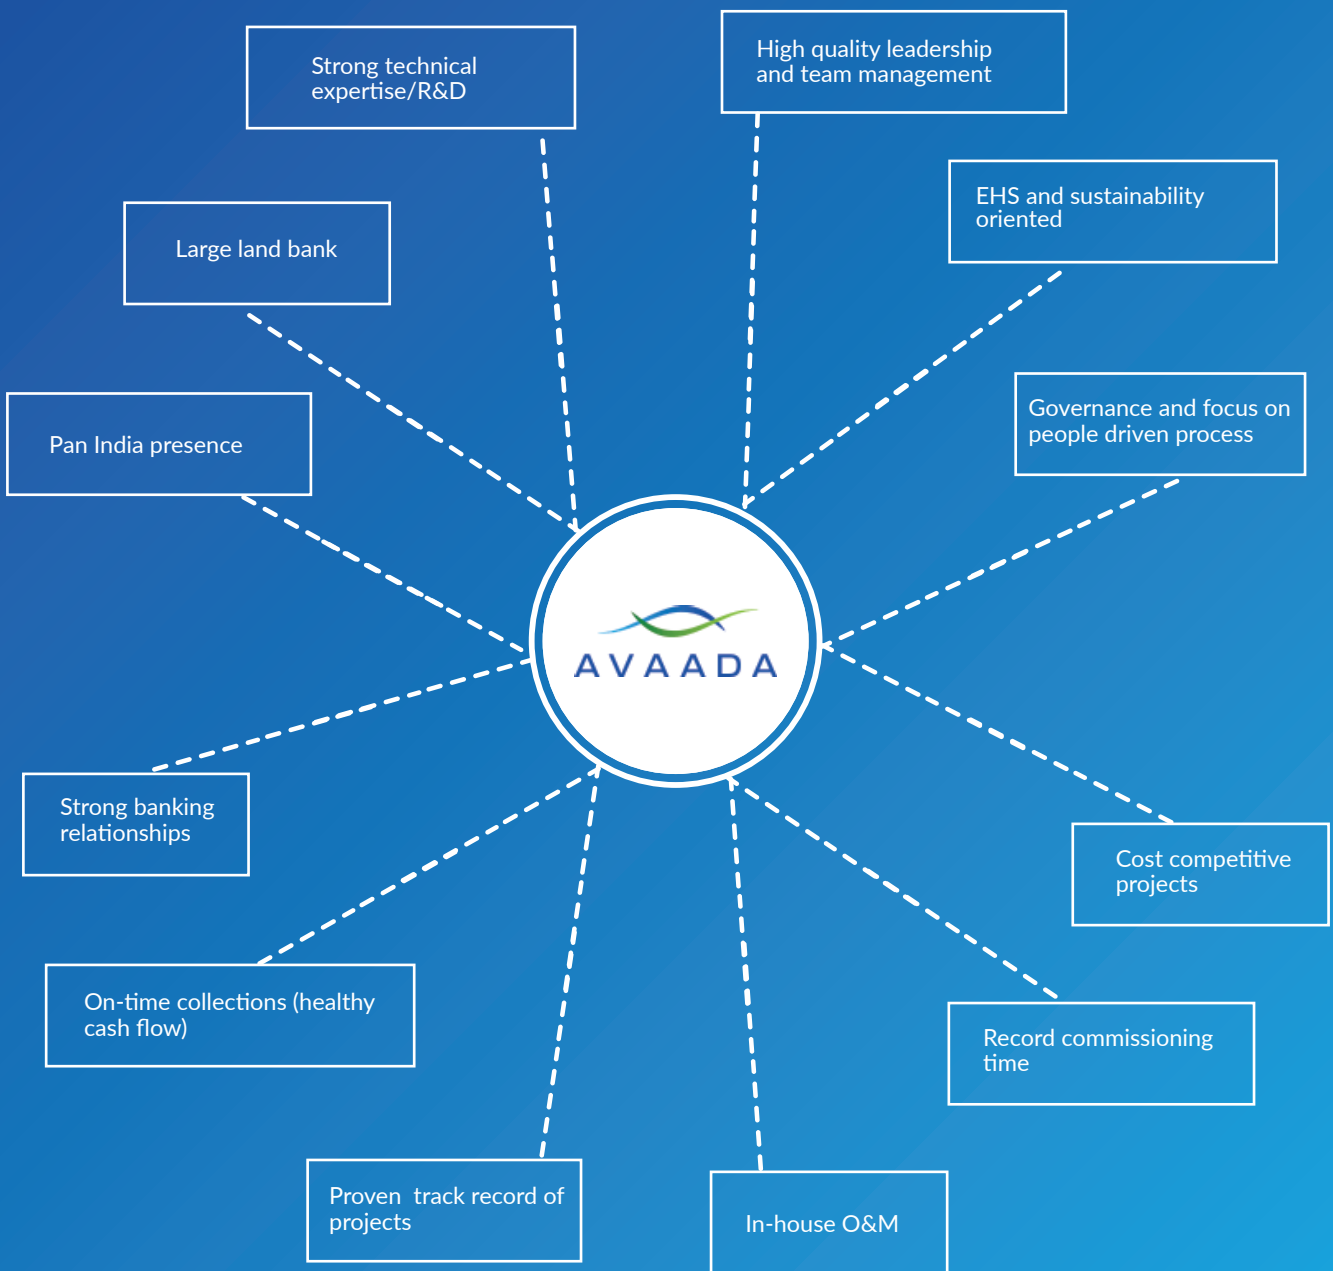 Strong technical
expertise/R&D
High quality leadership
and team management
EHS and sustainability
oriented
Large land bank
Governance and focus on
people driven process
Pan India presence
AVAADA
Strong banking
relationships
Cost competitive
projects
On-time collections (healthy
cash flow)
Record commissioning
time
Proven  track record of
projects
In-house O&M